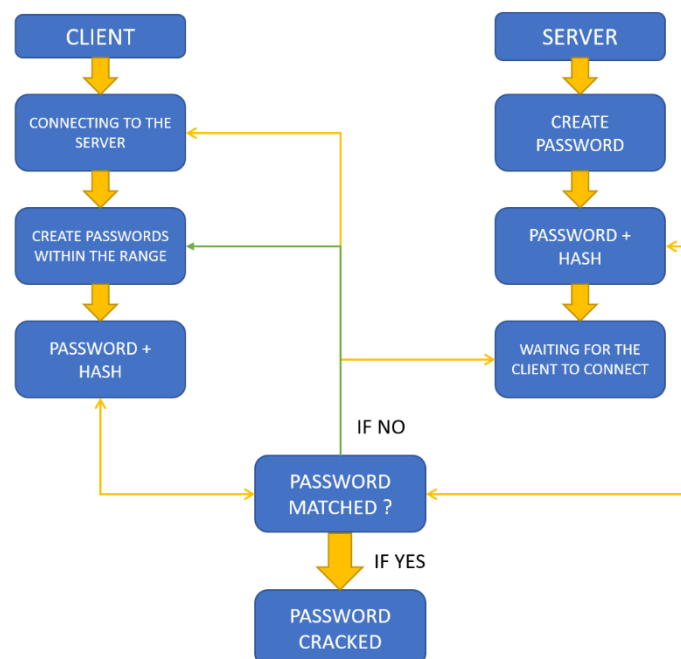 CLIENT
SERVER
CONNECTING TO THE
SERVER
CREATE
PASSWORD
CREATE PASSWORDS
WITHIN THE RANGE
PASSWORD +
HASH
PASSWORD +
HASH
WAITING FOR THE
CLIENT TO CONNECT
IF NO
PASSWORD
MATCHED ?
IF YES
PASSWORD
CRACKED